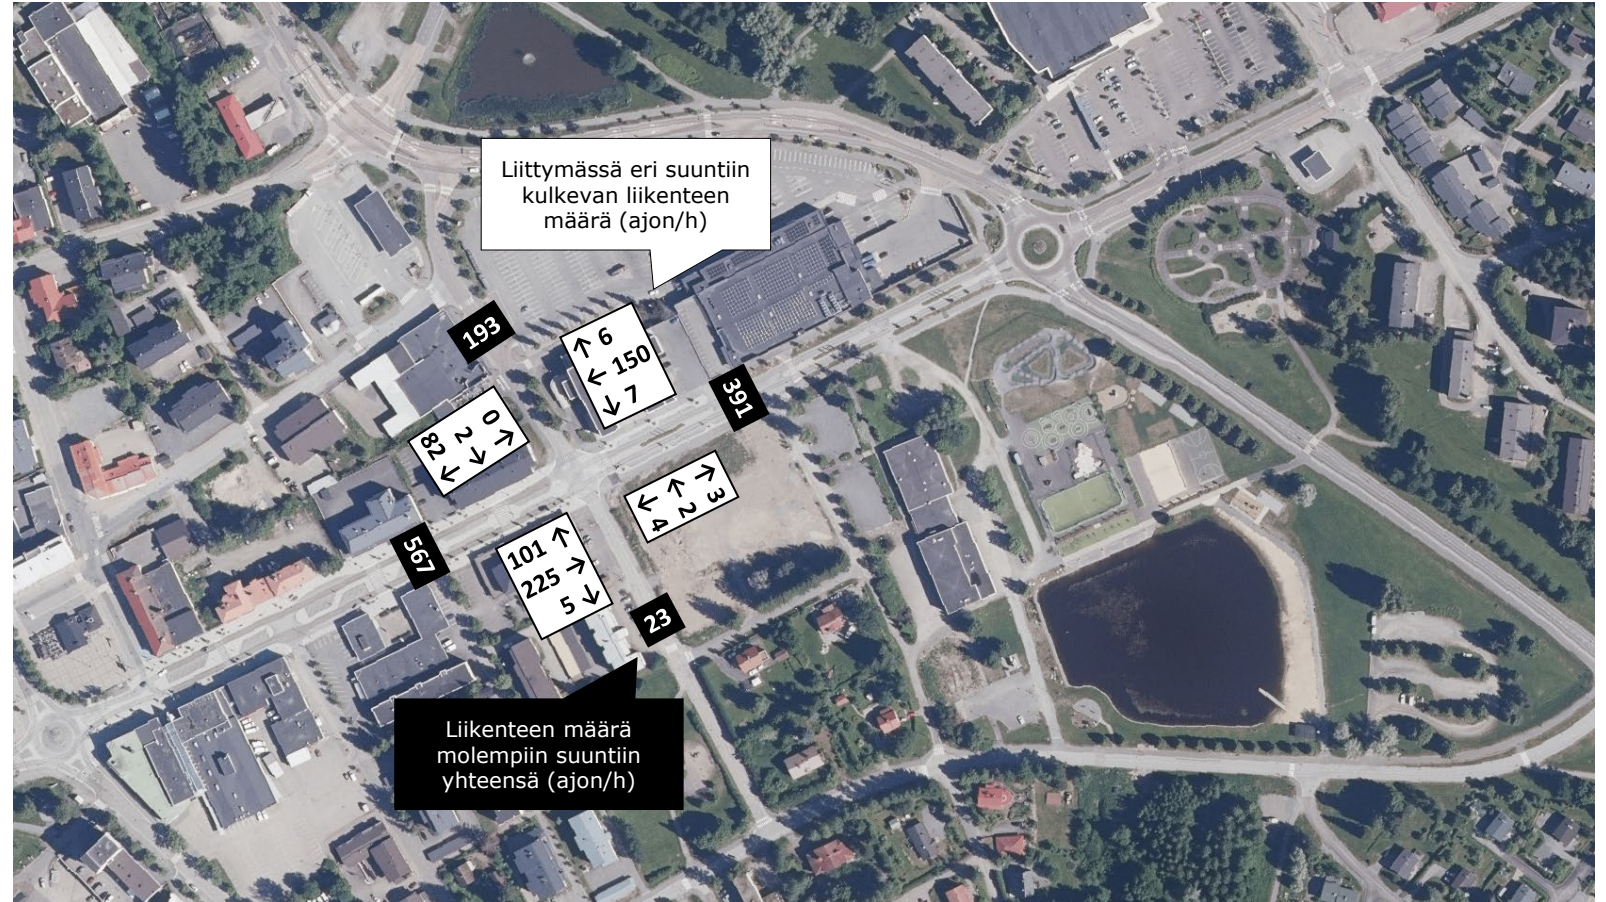 Liittymässä eri suuntiin
kulkevan liikenteen
määrä (ajon/h)
193
↑ 6
← 150
↓ 7
391
0 →
2 ↓
82 ←
← 4
↑ 2
→ 3
567
101 ↑
225 →
5 ↓
23
Liikenteen määrä
molempiin suuntiin
yhteensä (ajon/h)